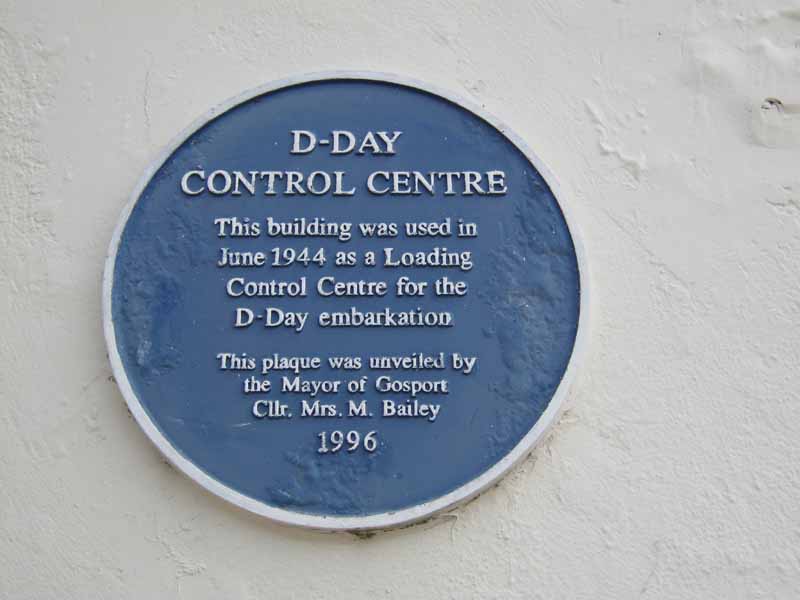 D-DAY
CONTROL CENTRE
This building was used in
June 1944 as a Loading
Control Centre for the
D-Day embarkation
This plaque was unveiled by
the Mayor of Gosport
Cllr. Mrs. M. Bailey
1996